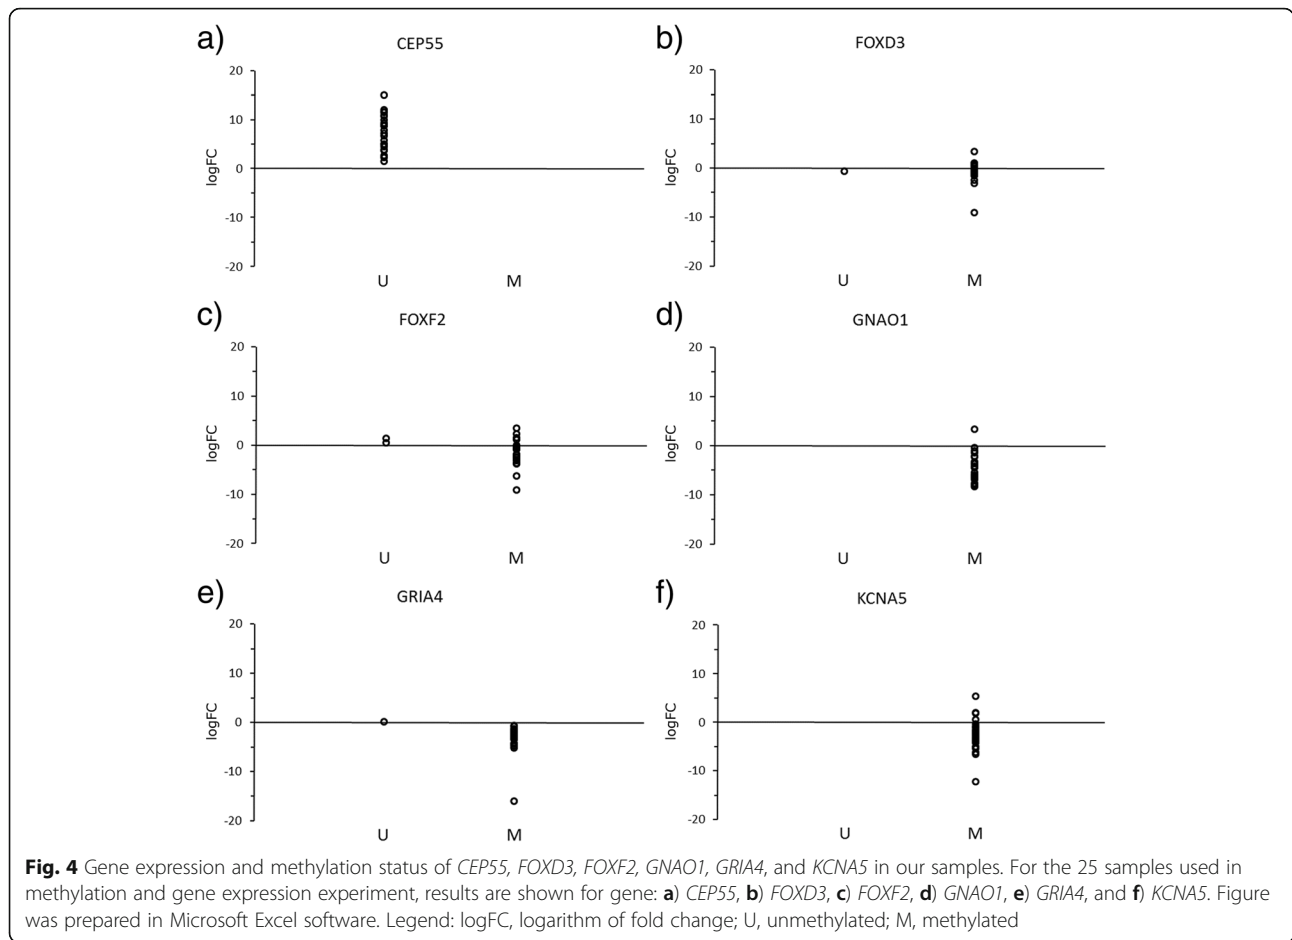 a)
CEP55
20
10
0
-10
-20
logFC
U M
b)
FOXD3
20
10
0
-10
-20
logFC
U M
c)
FOXF2
20
10
0
-10
-20
logFC
U M
d)
GNAO1
20
10
0
-10
-20
logFC
U M
e)
GRIA4
20
10
0
-10
-20
logFC
U M
f)
KCNA5
20
10
0
-10
-20
logFC
U M
Fig. 4 Gene expression and methylation status of CEP55, FOXD3, FOXF2, GNAO1, GRIA4, and KCNA5 in our samples. For the 25 samples used in
methylation and gene expression experiment, results are shown for gene: a) CEP55, b) FOXD3, c) FOXF2, d) GNAO1, e) GRIA4, and f) KCNA5. Figure
was prepared in Microsoft Excel software. Legend: logFC, logarithm of fold change; U, unmethylated; M, methylated